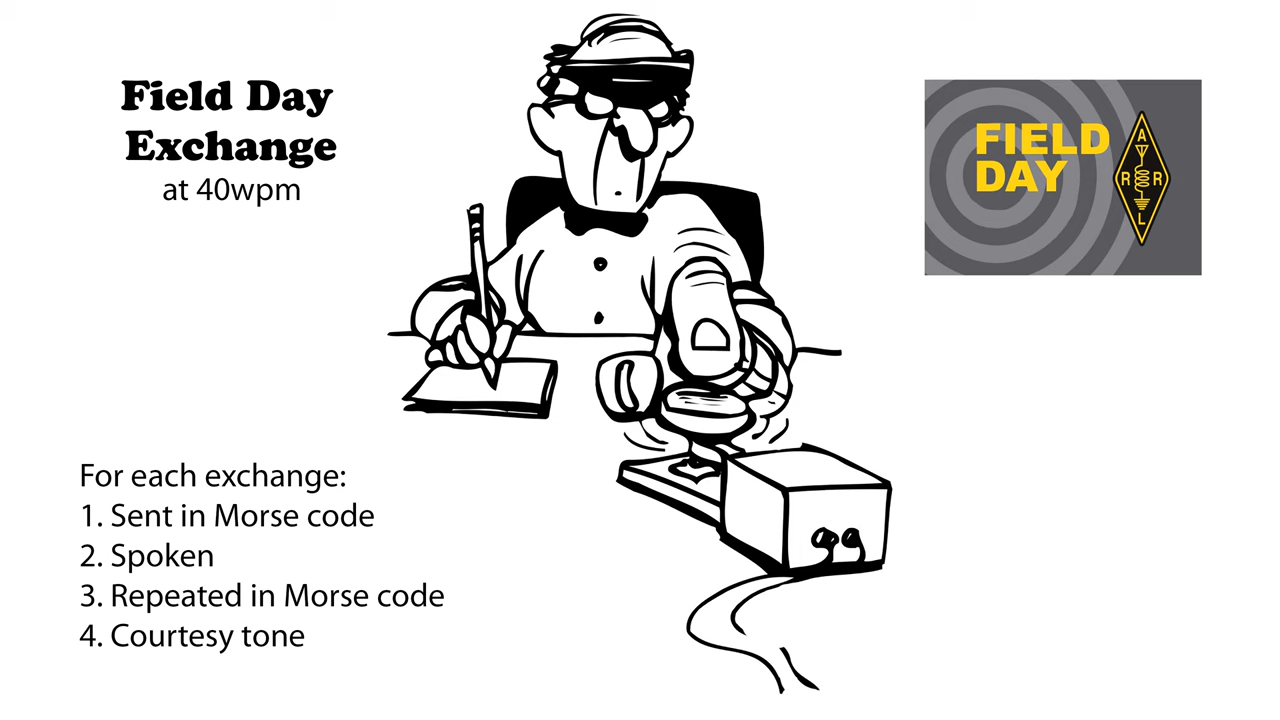 Field Day
Exchange
at 40wpm
FIELD
DAY
A
R R
L
For each exchange:
1. Sent in Morse code
2. Spoken
3. Repeated in Morse code
4. Courtesy tone